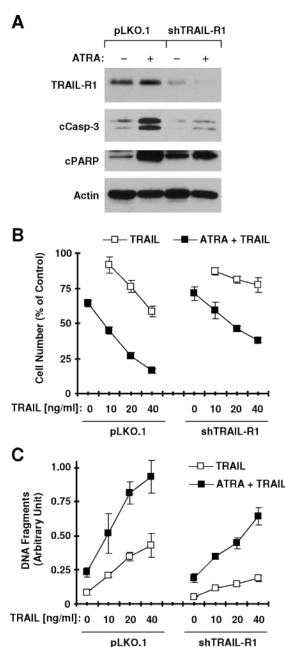 A
pLKO.1 shTRAIL-R1
ATRA: – + – +
TRAIL-R1
cCasp-3
cPARP
Actin
B
TRAIL ATRA + TRAIL
Cell Number (% of Control)
100
75
50
25
0
TRAIL [ng/ml]: 0 10 20 40 0 10 20 40
pLKO.1 shTRAIL-R1
C
TRAIL
ATRA + TRAIL
DNA Fragments
(Arbitrary Unit)
1.00
0.75
0.50
0.25
0
TRAIL [ng/ml]: 0 10 20 40 0 10 20 40
pLKO.1 shTRAIL-R1